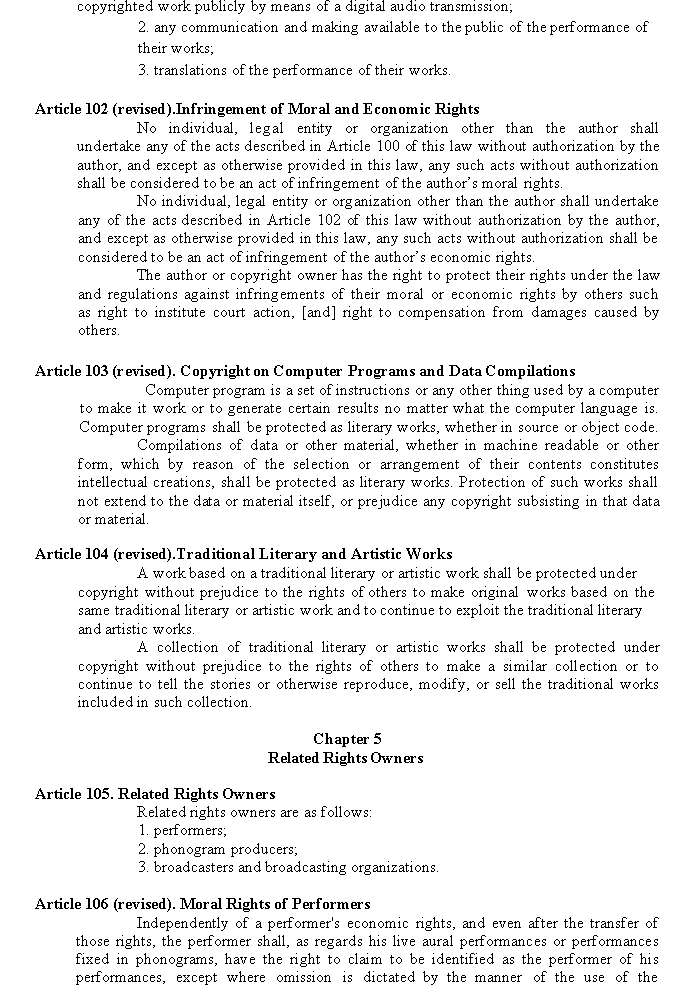 copyrighted work publicly by means of a digital audio transmission;
2. any communication and making available to the public of the performance of
their works;
3. translations of the performance of their works.
Article 102 (revised).Infringement of Moral and Economic Rights
No individual, legal entity or organization other than the author shall
undertake any of the acts described in Article 100 of this law without authorization by the
author, and except as otherwise provided in this law, any such acts without authorization
shall be considered to be an act of infringement of the author's moral rights.
No individual, legal entity or organization other than the author shall undertake
any of the acts described in Article 102 of this law without authorization by the author,
and except as otherwise provided in this law, any such acts without authorization shall be
considered to be an act of infringement of the author's economic rights.
The author or copyright owner has the right to protect their rights under the law
and regulations against infringements of their moral or economic rights by others such
as right to institute court action, [and] right to compensation from damages caused by
others.
Article 103 (revised). Copyright on Computer Programs and Data Compilations
Computer program is a set of instructions or any other thing used by a computer
to make it work or to generate certain results no matter what the computer language is.
Computer programs shall be protected as literary works, whether in source or object code.
Compilations of data or other material, whether in machine readable or other
form, which by reason of the selection or arrangement of their contents constitutes
intellectual creations, shall be protected as literary works. Protection of such works shall
not extend to the data or material itself, or prejudice any copyright subsisting in that data
or material.
Article 104 (revised).Traditional Literary and Artistic Works
A work based on a traditional literary or artistic work shall be protected under
copyright without prejudice to the rights of others to make original works based on the
same traditional literary or artistic work and to continue to exploit the traditional literary
and artistic works.
A collection of traditional literary or artistic works shall be protected under
copyright without prejudice to the rights of others to make a similar collection or to
continue to tell the stories or otherwise reproduce, modify, or sell the traditional works
included in such collection.
Chapter 5
Related Rights Owners
Article 105. Related Rights Owners
Related rights owners are as follows:
1. performers;
2. phonogram producers;
3. broadcasters and broadcasting organizations.
Article 106 (revised). Moral Rights of Performers
Independently of a performer's economic rights, and even after the transfer of
those rights, the performer shall, as regards his live aural performances or performances
fixed in phonograms, have the right to claim to be identified as the performer of his
performances, except where omission is dictated by the manner of the use of the